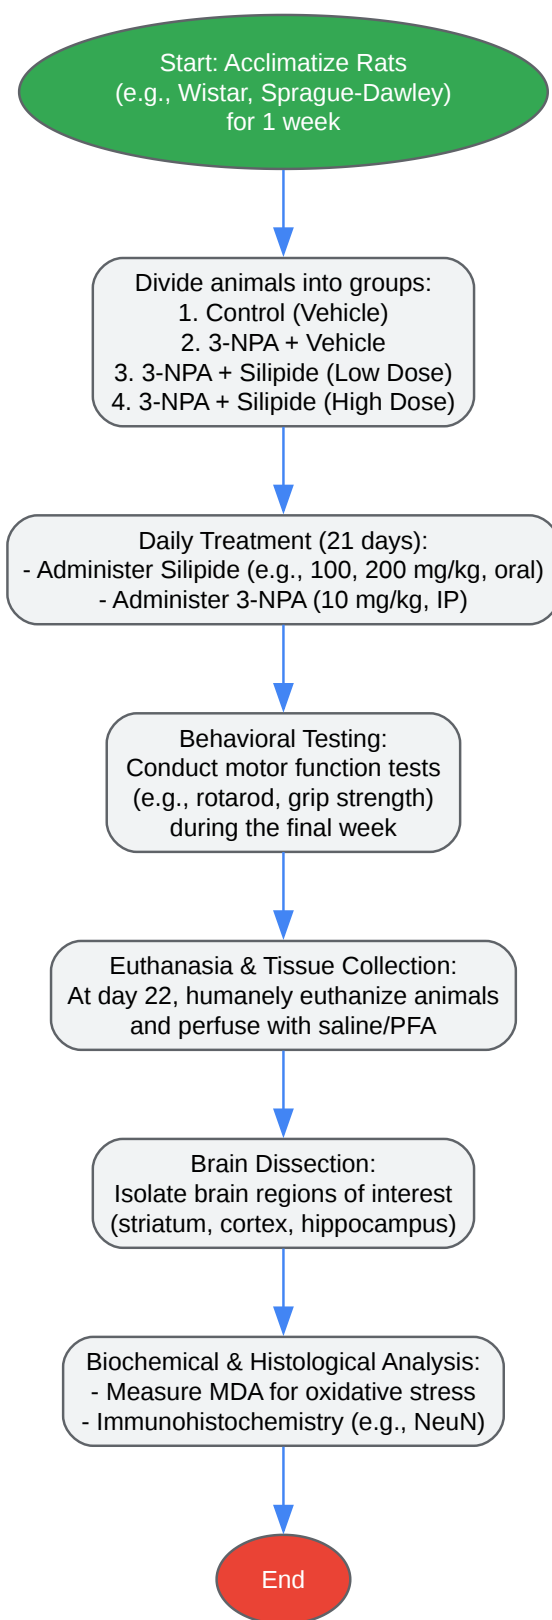 Start: Acclimatize Rats
(e.g., Wistar, Sprague-Dawley)
for 1 week
Divide animals into groups:
1. Control (Vehicle)
2. 3-NPA + Vehicle
3. 3-NPA + Silipide (Low Dose)
4. 3-NPA + Silipide (High Dose)
Daily Treatment (21 days):
- Administer Silipide (e.g., 100, 200 mg/kg, oral)
- Administer 3-NPA (10 mg/kg, IP)
Behavioral Testing:
Conduct motor function tests
(e.g., rotarod, grip strength)
during the final week
Euthanasia & Tissue Collection:
At day 22, humanely euthanize animals
and perfuse with saline/PFA
Brain Dissection:
Isolate brain regions of interest
(striatum, cortex, hippocampus)
Biochemical & Histological Analysis:
- Measure MDA for oxidative stress
- Immunohistochemistry (e.g., NeuN)
End